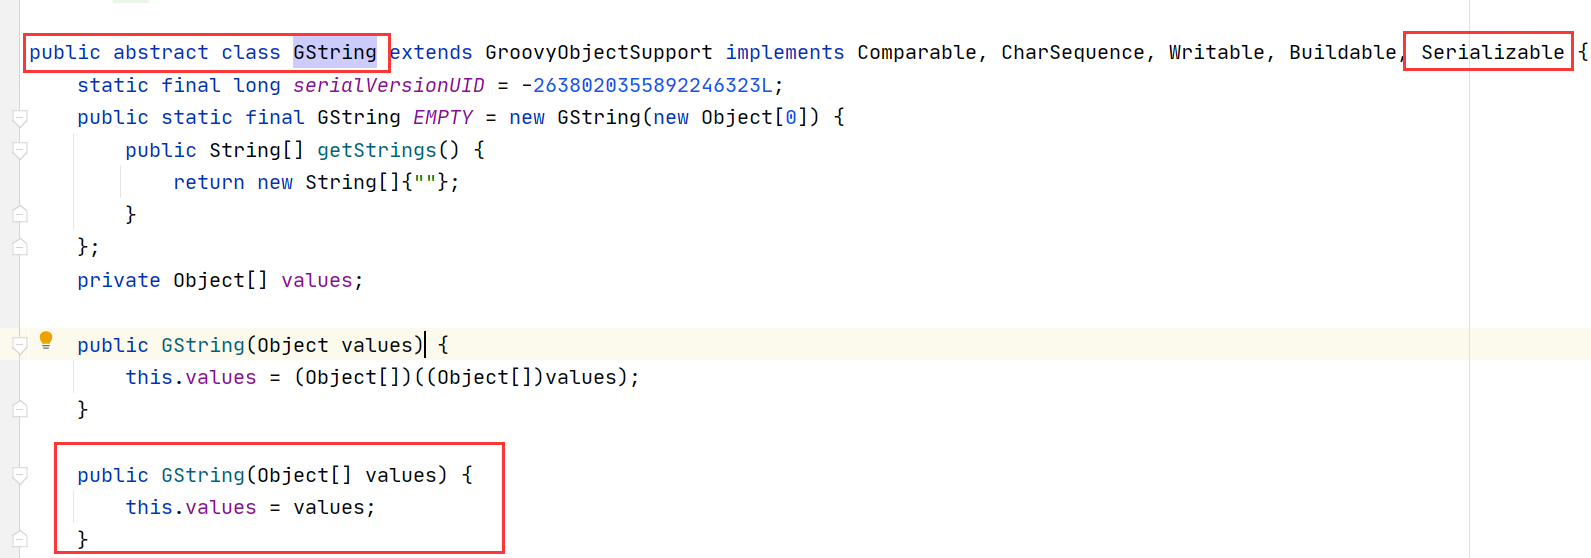 public abstract class GString extends GroovyObjectSupport implements Comparable, CharSequence, Writable, Buildable, Serializable {
    static final long serialVersionUID = -2638020355892246323L;
    public static final GString EMPTY = new GString(new Object[0]) {
        public String[] getStrings() {
            return new String[]{""};
        }
    };
    private Object[] values;
    public GString(Object values) {
        this.values = (Object[])((Object[])values);
    }
    public GString(Object[] values) {
        this.values = values;
    }